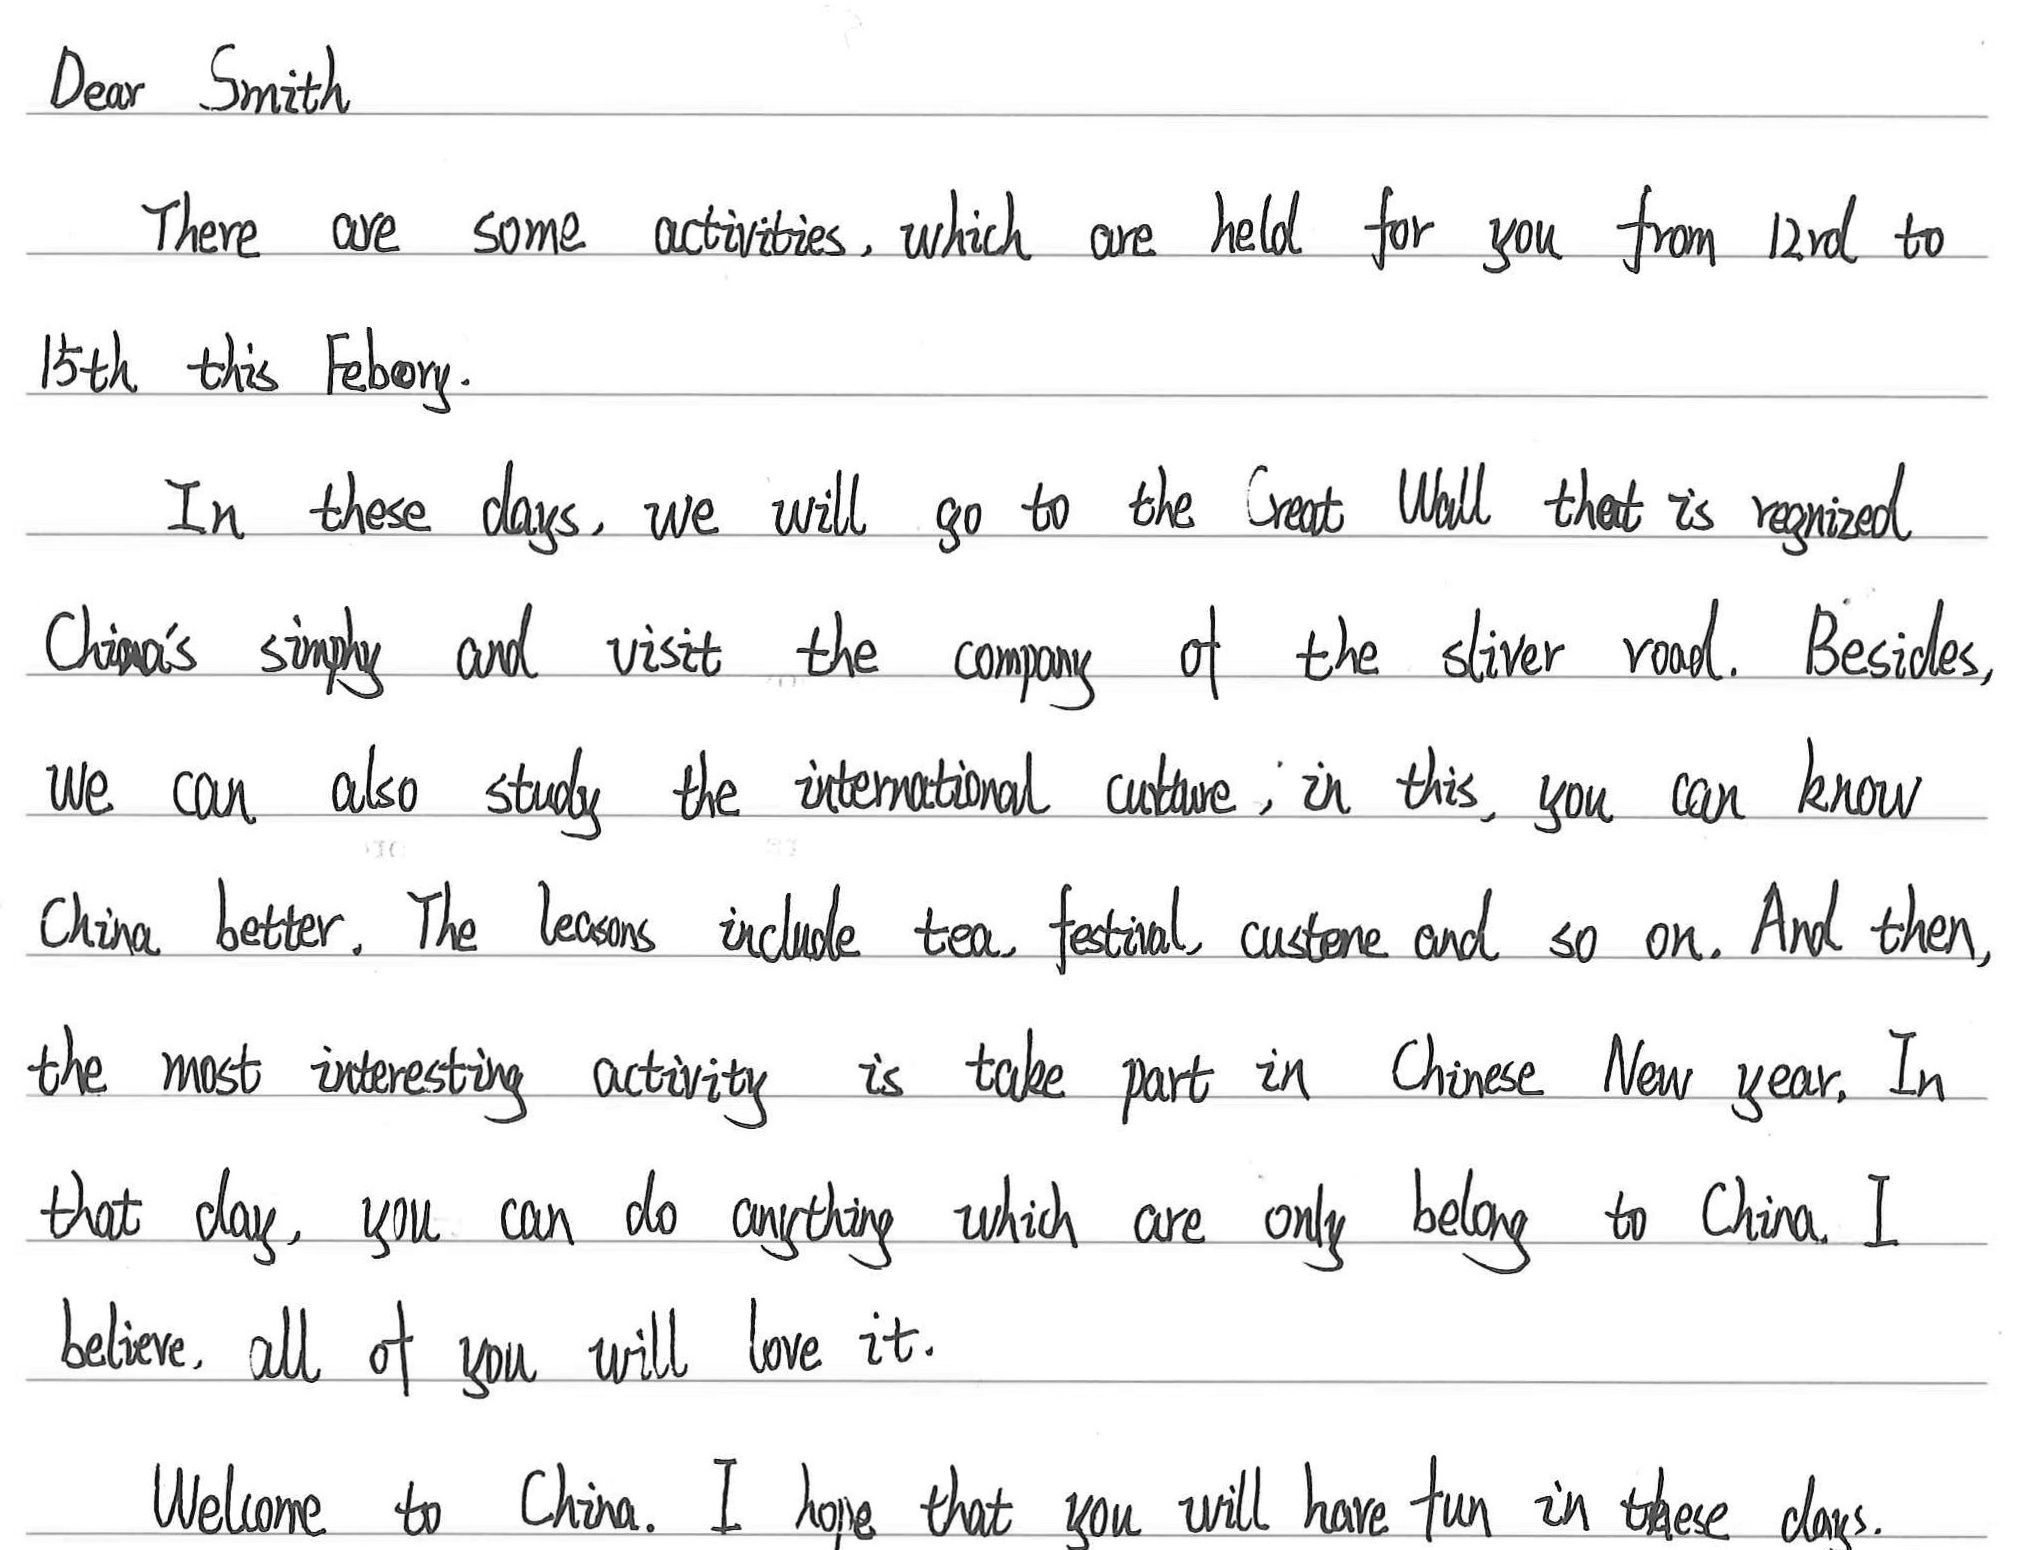 Dear Smith
There are some activities, which are held for you from 12rd to
15th this Febory.
In these days, we will go to the Great Wall that is regnized
China's simphy and visit the company of the sliver road. Besides,
we can also study the international culture; in this, you can know
China better. The leasons include tea, festival, custone and so on. And then,
the most interesting activity is take part in Chinese New year. In
that day, you can do anything which are only belong to China. I
believe, all of you will love it.
Welcome to China. I hope that you will have fun in these days.